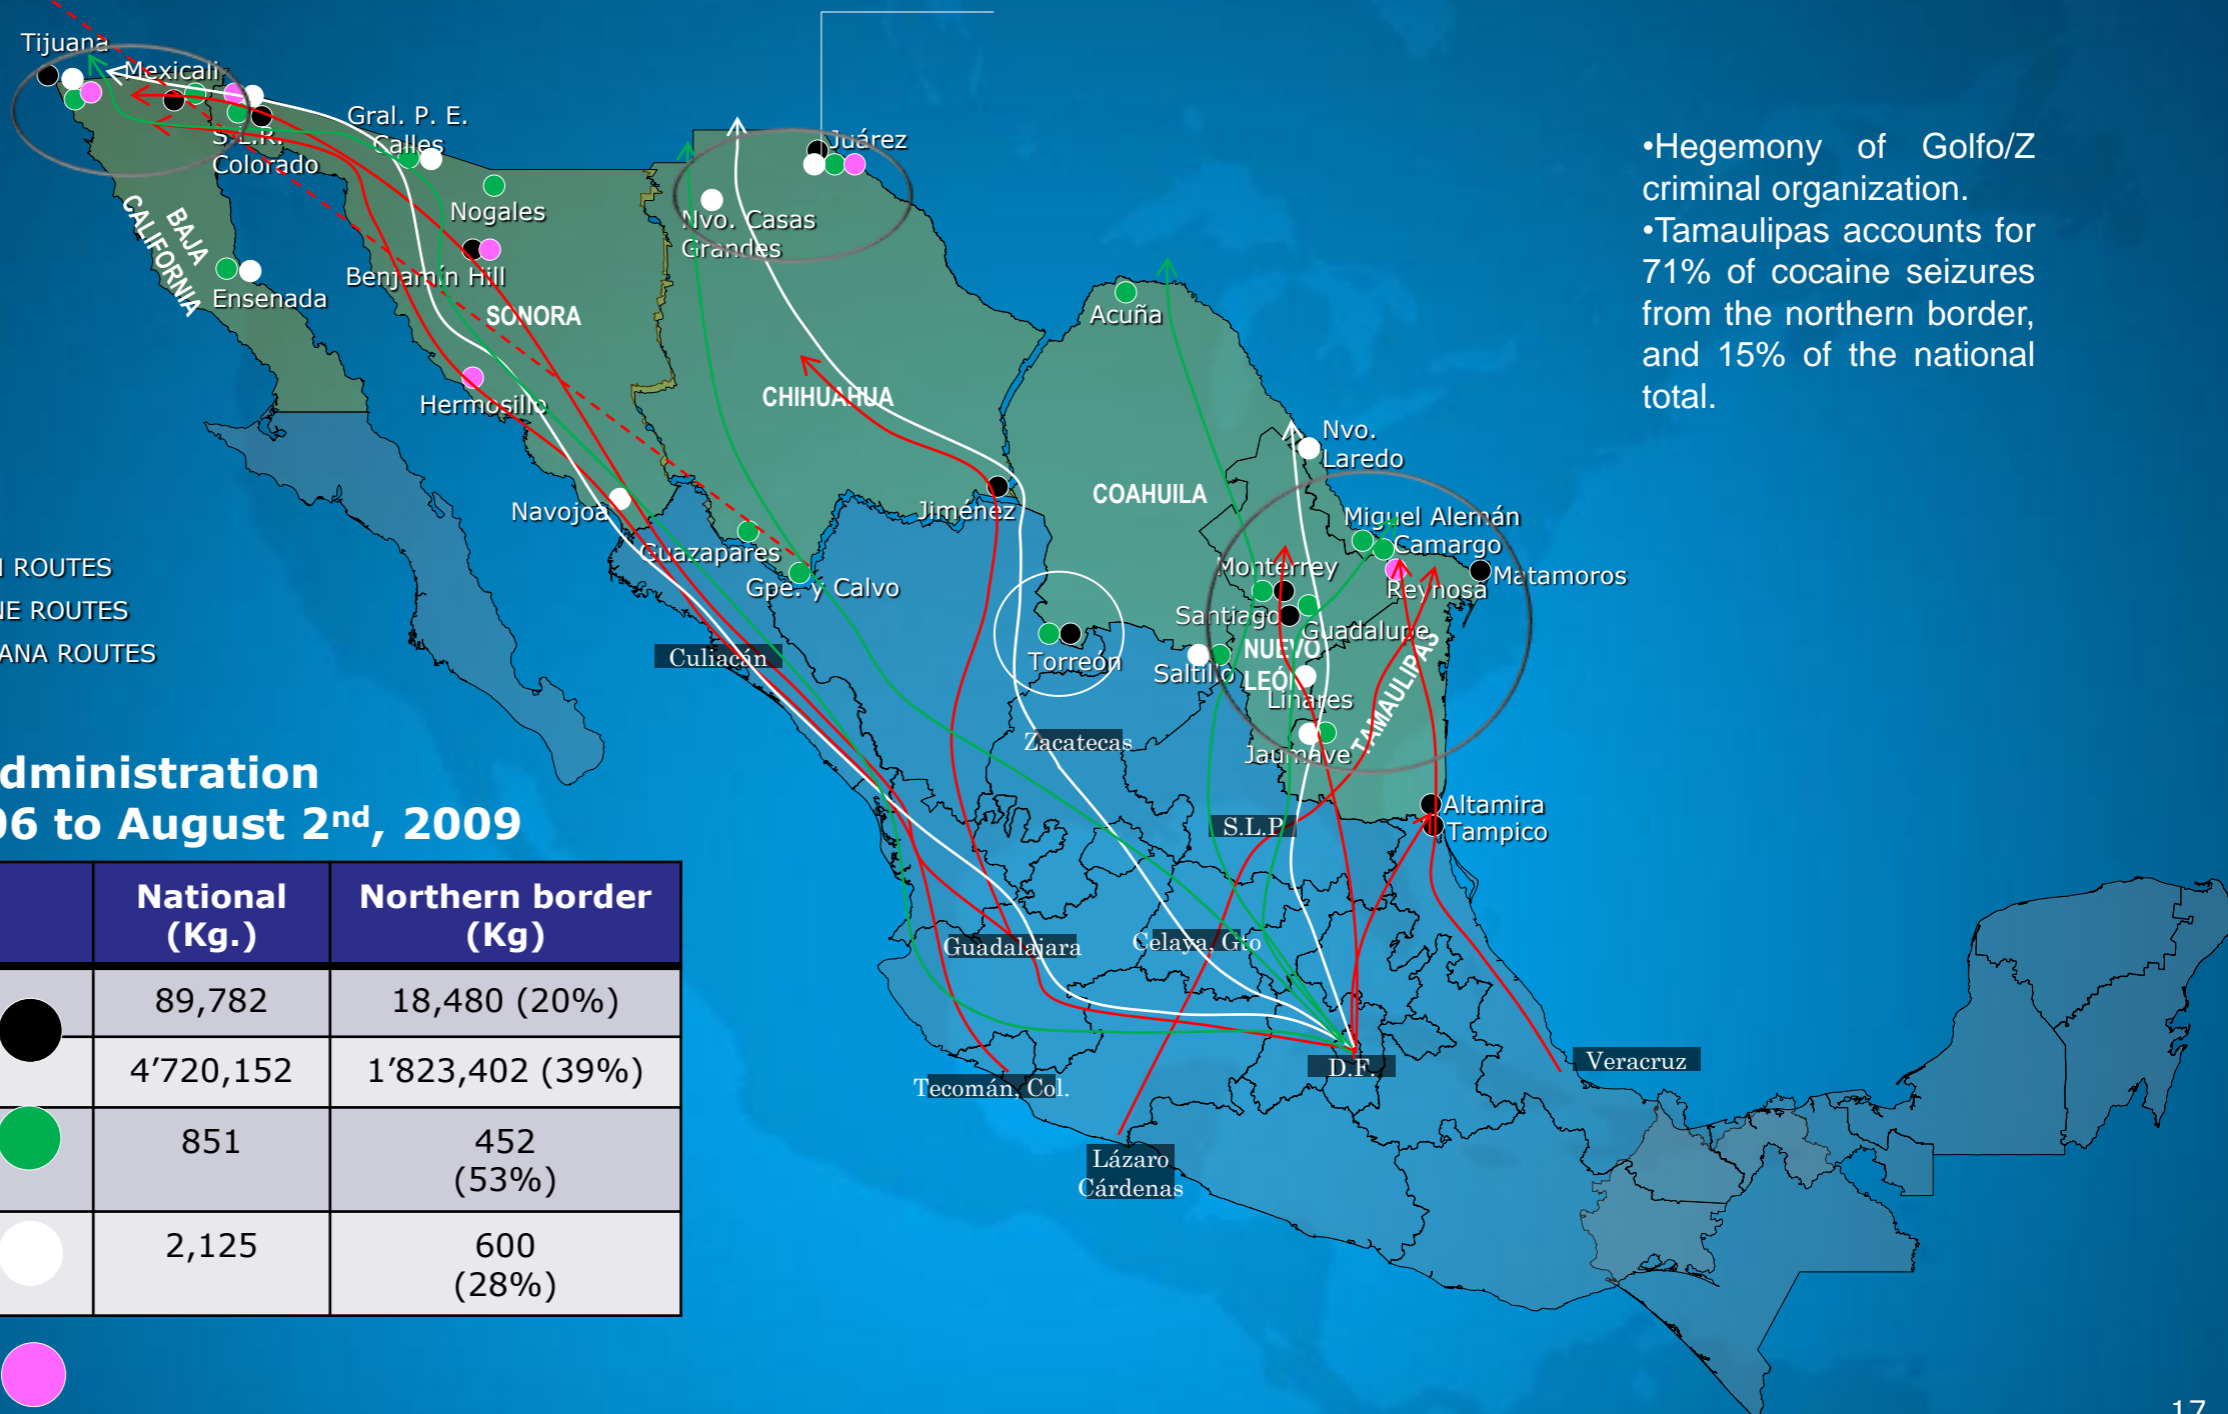 Tijuana
Mexicali
S.L.R.
Colorado
Gral. P. E.
Calles
Nogales
Benjamín Hill
Ensenada
BAJA
CALIFORNIA
SONORA
Hermosillo
Navojoa
Juárez
Nvo. Casas
Grandes
CHIHUAHUA
Jiménez
Guazapares
Gpe. y Calvo
Acuña
COAHUILA
Torreón
Saltillo
Nvo.
Laredo
Miguel Alemán
Camargo
Reynosa
Matamoros
Monterrey
Santiago
Guadalupe
NUEVO
LEÓN
Linares
Jaumave
TAMAULIPAS
Altamira
Tampico
Culiacán
Zacatecas
S.L.P
Guadalajara
Celaya, Gto
Tecomán, Col.
Lázaro
Cárdenas
D.F.
Veracruz
•Hegemony of Golfo/Z
criminal organization.
•Tamaulipas accounts for
71% of cocaine seizures
from the northern border,
and 15% of the national
total.
ROUTES
NE ROUTES
ANA ROUTES
dministration
06 to August 2nd, 2009
National
(Kg.)
Northern border
(Kg)
89,782
18,480 (20%)
4’720,152
1’823,402 (39%)
851
452
(53%)
2,125
600
(28%)
17